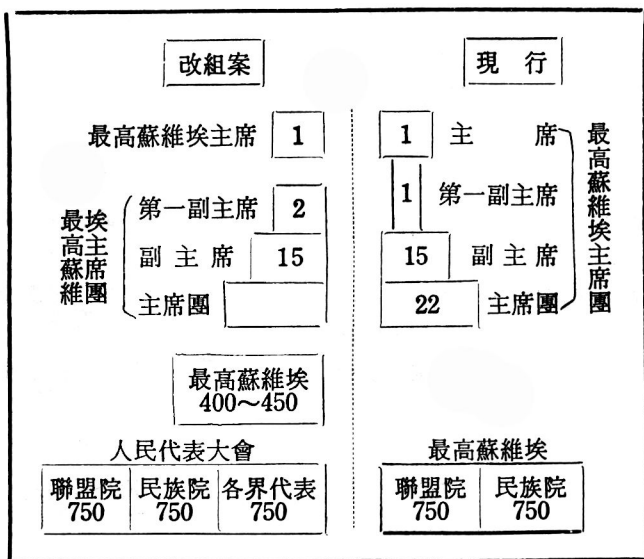 改組案
最高蘇維埃主席 1
最高蘇維埃主席團
第一副主席 2
副主席 15
主席團
最高蘇維埃
400～450
人民代表大會
聯盟院 民族院 各界代表
750 750 750
現行
1 主席
1 第一副主席
15 副主席
22 主席團
最高蘇維埃主席團
最高蘇維埃
聯盟院 民族院
750 750